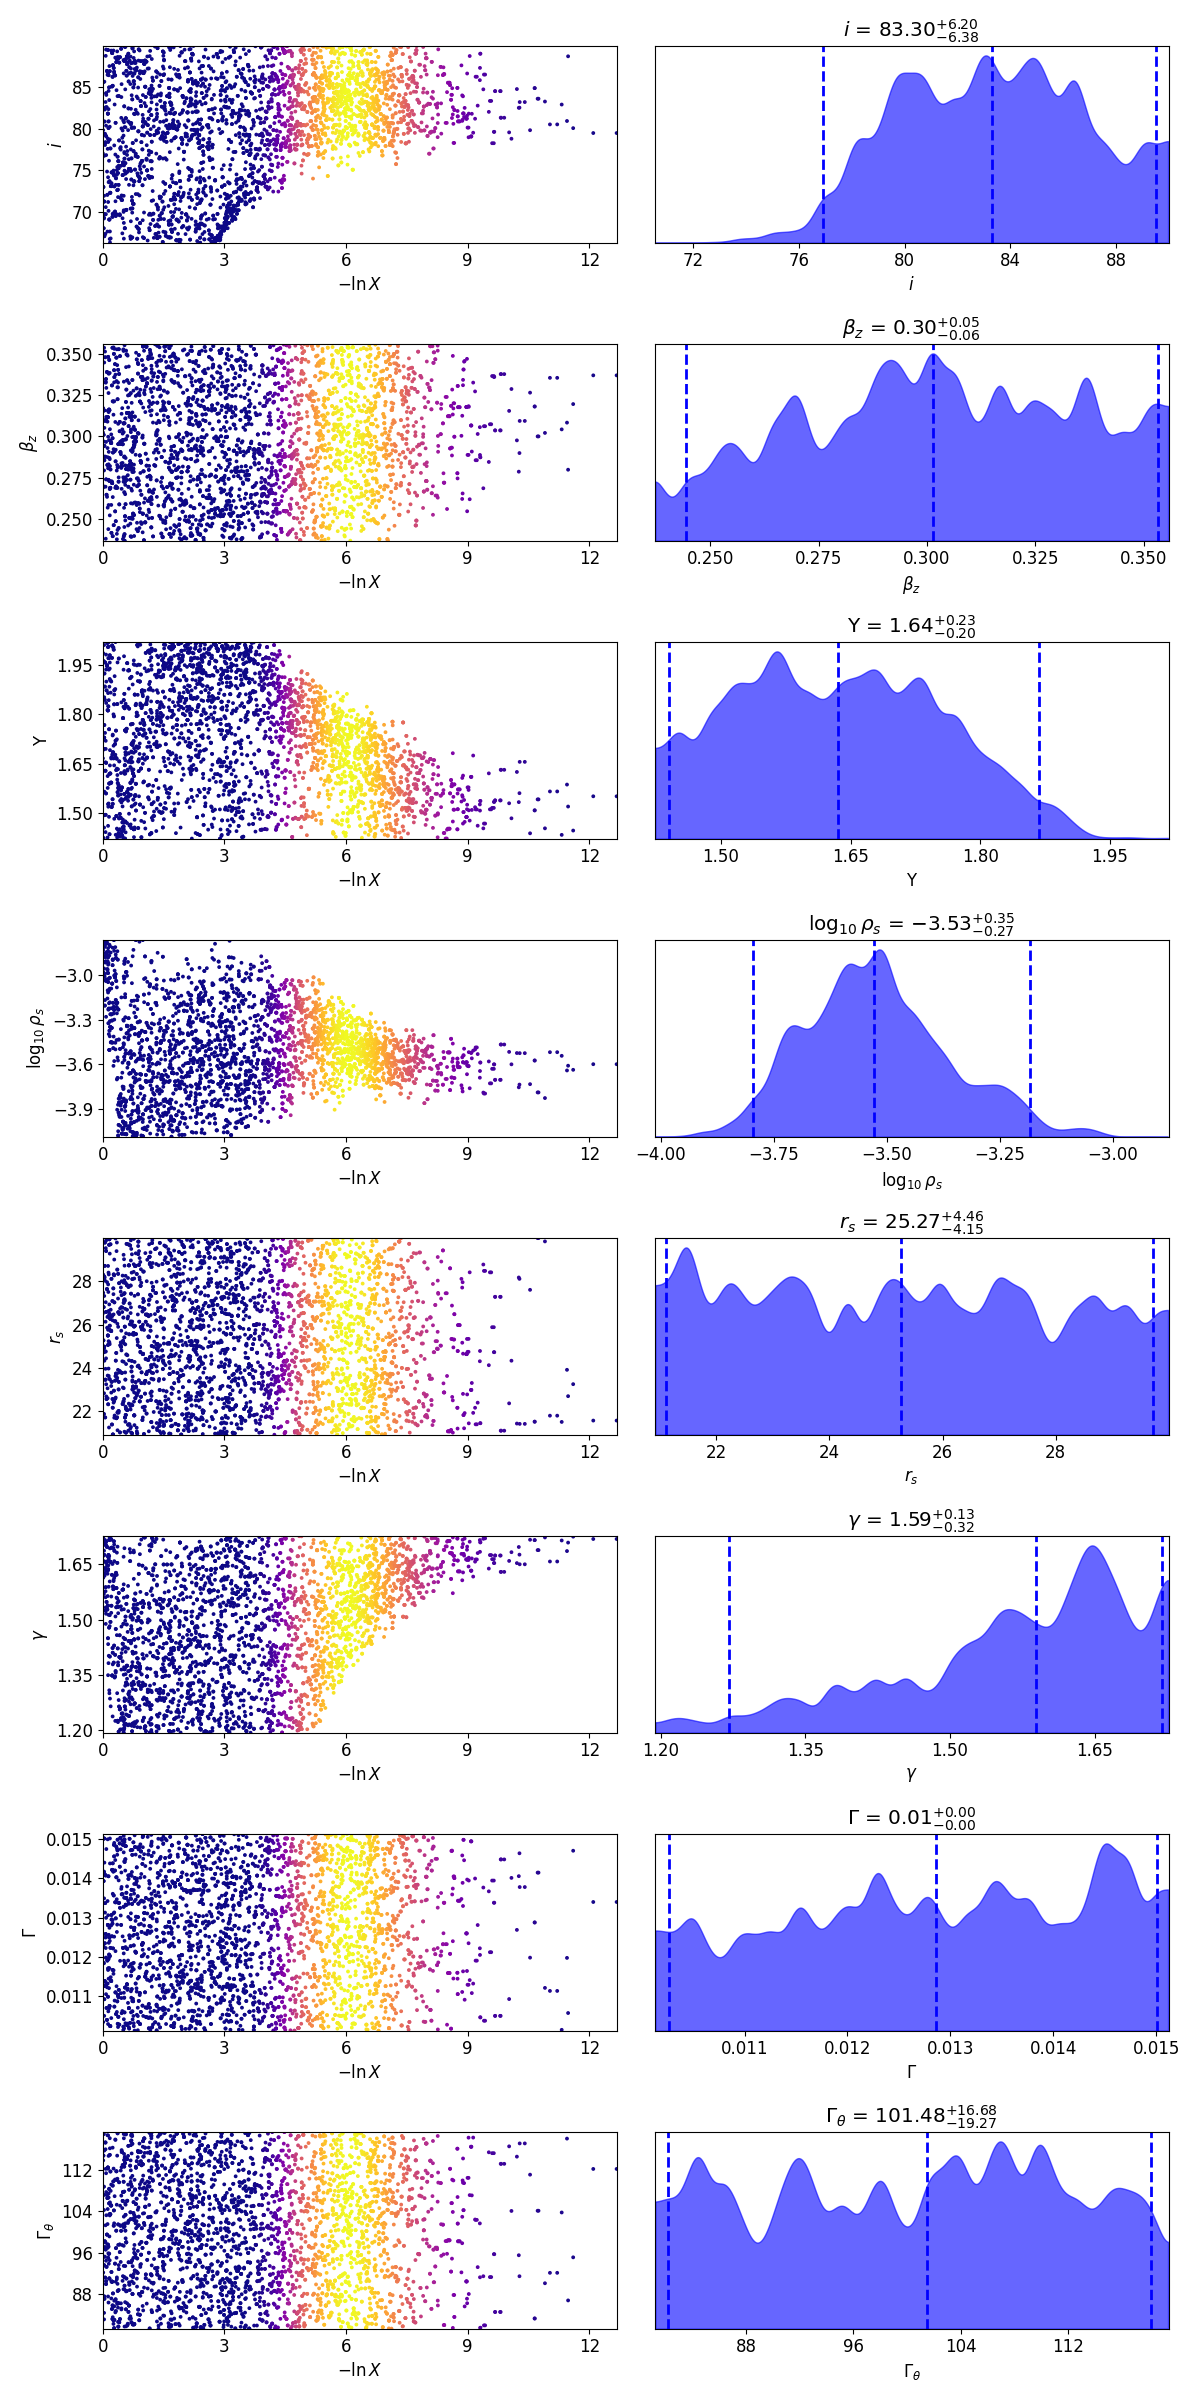 i = 83.30 +6.20 −6.38
85
80
75
70
i
0 3 6 9 12
72 76 80 84 88
−ln X
i
β_z = 0.30 +0.05 −0.06
0.350
0.325
0.300
0.275
0.250
β_z
0 3 6 9 12
0.250 0.275 0.300 0.325 0.350
−ln X
β_z
Υ = 1.64 +0.23 −0.20
1.95
1.80
1.65
1.50
Υ
0 3 6 9 12
1.50 1.65 1.80 1.95
−ln X
Υ
log₁₀ ρ_s = −3.53 +0.35 −0.27
−3.0
−3.3
−3.6
−3.9
log₁₀ ρ_s
0 3 6 9 12
−4.00 −3.75 −3.50 −3.25 −3.00
−ln X
log₁₀ ρ_s
r_s = 25.27 +4.46 −4.15
28
26
24
22
r_s
0 3 6 9 12
22 24 26 28
−ln X
r_s
γ = 1.59 +0.13 −0.32
1.65
1.50
1.35
1.20
γ
0 3 6 9 12
1.20 1.35 1.50 1.65
−ln X
γ
Γ = 0.01 +0.00 −0.00
0.015
0.014
0.013
0.012
0.011
Γ
0 3 6 9 12
0.011 0.012 0.013 0.014 0.015
−ln X
Γ
Γ_θ = 101.48 +16.68 −19.27
112
104
96
88
Γ_θ
0 3 6 9 12
88 96 104 112
−ln X
Γ_θ